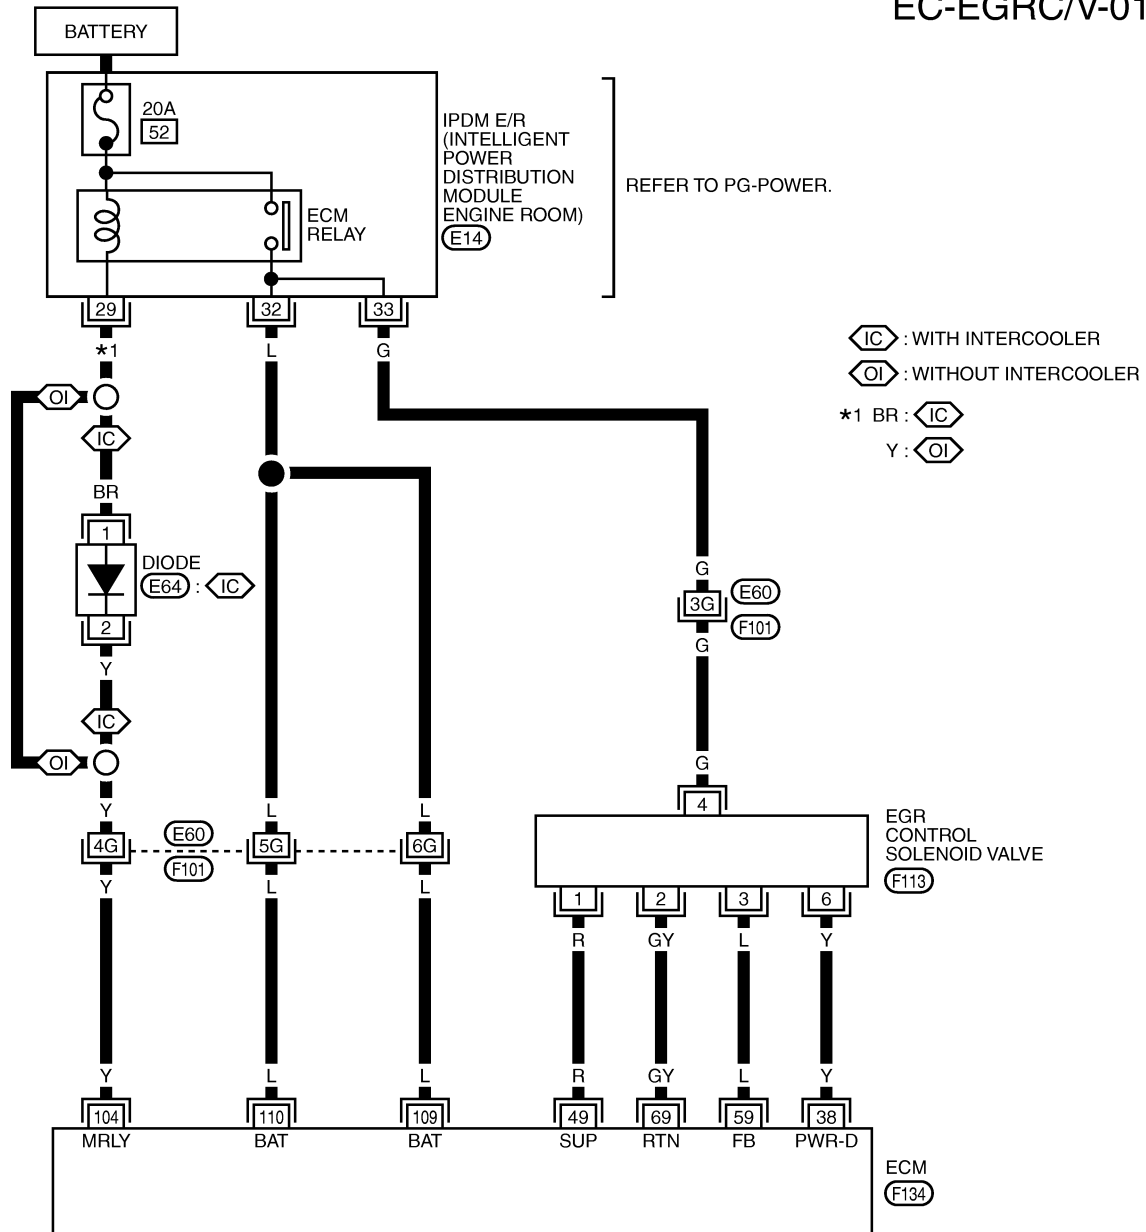 EC-EGRC/V-01
BATTERY
20A
52
IPDM E/R
(INTELLIGENT
POWER
DISTRIBUTION
MODULE
ENGINE ROOM)
E14
REFER TO PG-POWER.
ECM
RELAY
29 32 33
*1 L G
IC : WITH INTERCOOLER
OI : WITHOUT INTERCOOLER
*1 BR : IC
Y : OI
OI
IC
BR
1
DIODE
E64 : IC
2
Y
IC
OI
G
3G
E60
F101
G
G
4
Y L L
4G E60 5G 6G
F101
Y L L
EGR
CONTROL
SOLENOID VALVE
F113
1 2 3 6
R GY L Y
Y L L R GY L Y
104 110 109 49 69 59 38
MRLY BAT BAT SUP RTN FB PWR-D
ECM
F134